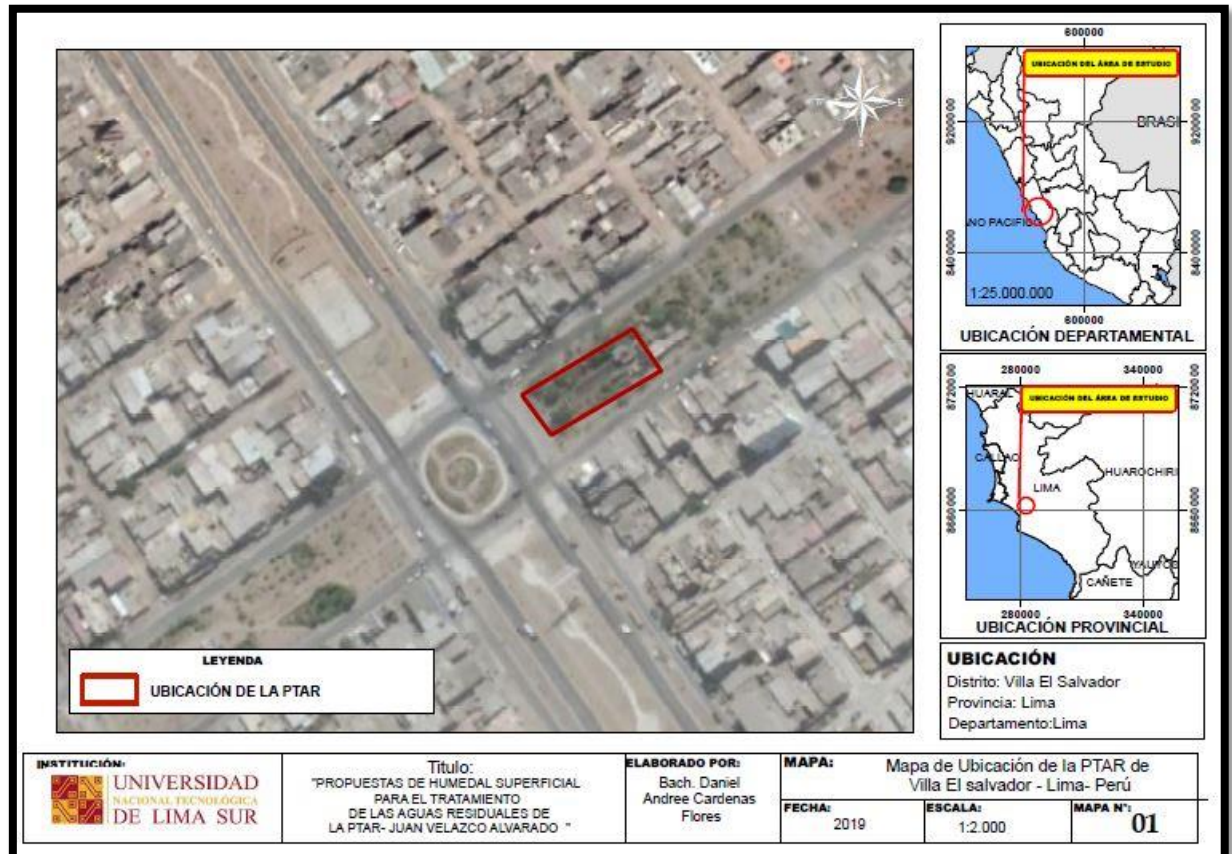 E
LEYENDA
UBICACIÓN DE LA PTAR
600000
UBICACIÓN DEL ÁREA DE ESTUDIO
BRASI
9200000
9200000
NO PACIFICO
8400000
8400000
1:25.000.000
600000
UBICACIÓN DEPARTAMENTAL
280000
340000
8720000
8720000
HUARAL
UBICACIÓN DEL ÁREA DE ESTUDIO
CALLAO
HUAROCHIRI
LIMA
8660000
8660000
YAUYOS
CAÑETE
280000
340000
UBICACIÓN PROVINCIAL
UBICACIÓN
Distrito: Villa El Salvador
Provincia: Lima
Departamento:Lima
INSTITUCIÓN:
UNIVERSIDAD
NACIONAL TECNOLÓGICA
DE LIMA SUR
Titulo:
"PROPUESTAS DE HUMEDAL SUPERFICIAL
PARA EL TRATAMIENTO
DE LAS AGUAS RESIDUALES DE
LA PTAR- JUAN VELAZCO ALVARADO "
ELABORADO POR:
Bach. Daniel
Andree Cardenas
Flores
MAPA:
Mapa de Ubicación de la PTAR de
Villa El salvador - Lima- Perú
FECHA:
2019
ESCALA:
1:2.000
MAPA N°:
01